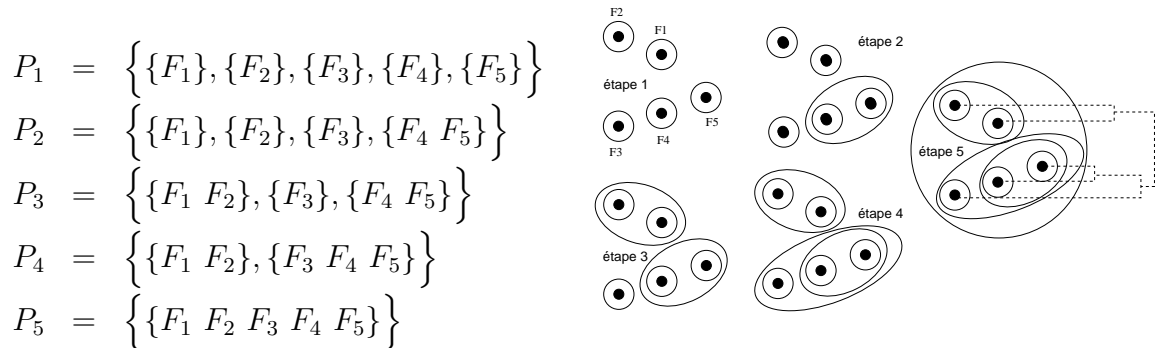 P1 = {{F1}, {F2}, {F3}, {F4}, {F5}}
P2 = {{F1}, {F2}, {F3}, {F4 F5}}
P3 = {{F1 F2}, {F3}, {F4 F5}}
P4 = {{F1 F2}, {F3 F4 F5}}
P5 = {{F1 F2 F3 F4 F5}}
F2
F1
étape 1
F5
F3
F4
étape 2
étape 3
étape 4
étape 5